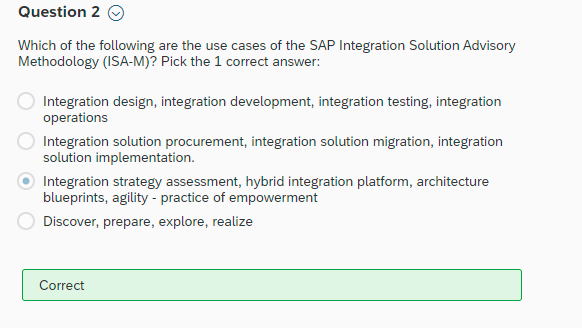 Question 2
Which of the following are the use cases of the SAP Integration Solution Advisory
Methodology (ISA-M)? Pick the 1 correct answer:
Integration design, integration development, integration testing, integration
operations
Integration solution procurement, integration solution migration, integration
solution implementation.
Integration strategy assessment, hybrid integration platform, architecture
blueprints, agility - practice of empowerment
Discover, prepare, explore, realize
Correct